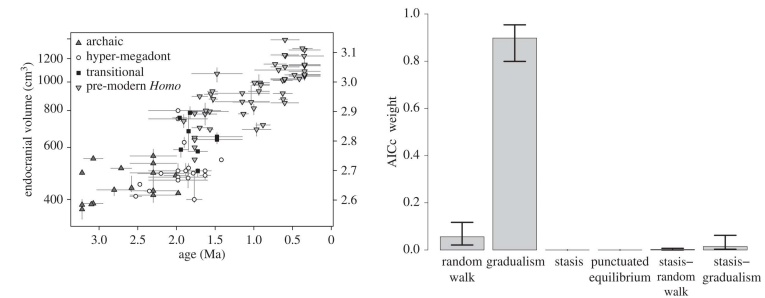 archaic
hyper-megadont
transitional
pre-modern Homo
endocranial volume (cm³)
1200
1000
800
600
400
3.1
3.0
2.9
2.8
2.7
2.6
3.0 2.5 2.0 1.5 1.0 0.5 0
age (Ma)
AICc weight
1.0
0.8
0.6
0.4
0.2
0.0
random walk
gradualism
stasis
punctuated equilibrium
stasis–random walk
stasis–gradualism